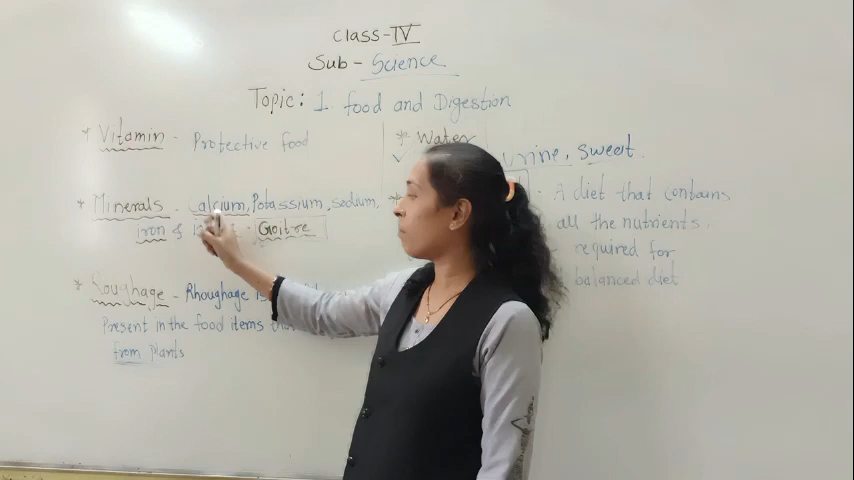 Class-IV
Sub - Science
Topic: 1. food and Digestion
* Vitamin - Protective food
* Minerals - Calcium, Potassium, sodium,
iron & Goitre
* Roughage - Rhoughage
Present in the food items
from plants
* Water
urine, sweat.
* - A diet that contains
all the nutrients.
required for
balanced diet